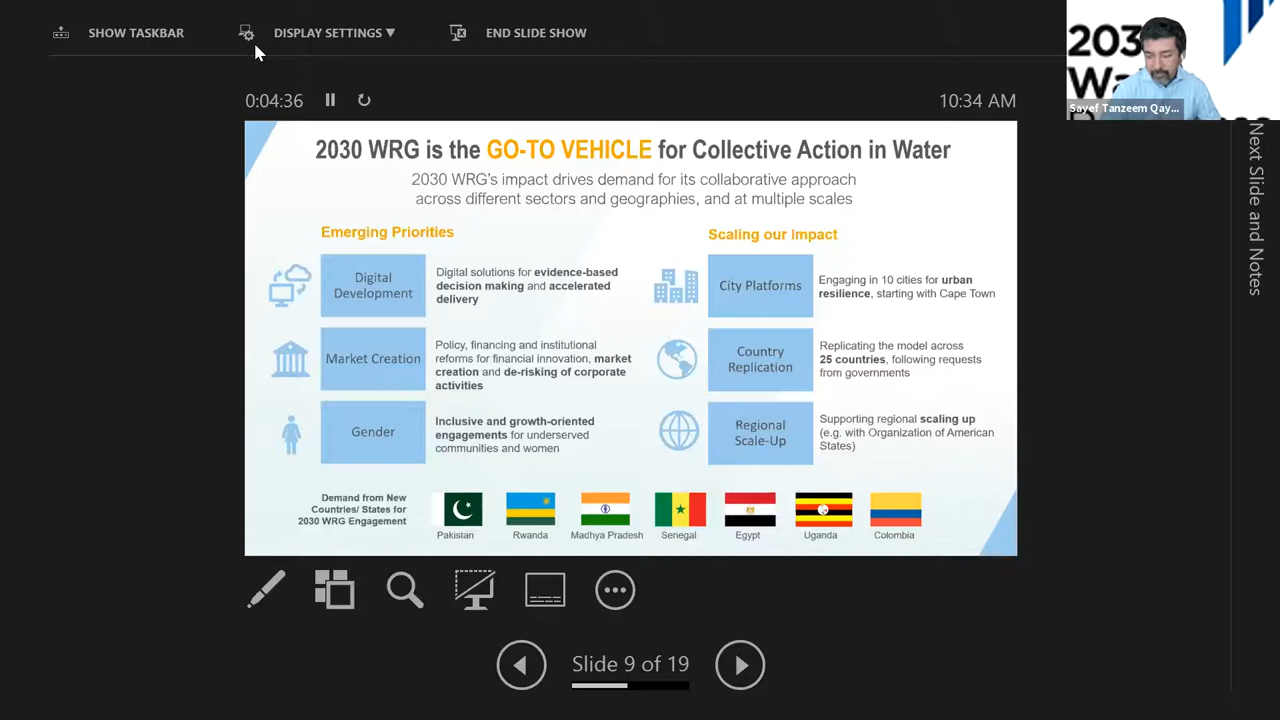 SHOW TASKBAR
DISPLAY SETTINGS ▼
END SLIDE SHOW
203
Wa
Sayef Tanzeem Qay...
0:04:36
10:34 AM
Next Slide and Notes
2030 WRG is the GO-TO VEHICLE for Collective Action in Water
2030 WRG's impact drives demand for its collaborative approach
across different sectors and geographies, and at multiple scales
Emerging Priorities
Digital
Development
Digital solutions for evidence-based
decision making and accelerated
delivery
Market Creation
Policy, financing and institutional
reforms for financial innovation, market
creation and de-risking of corporate
activities
Gender
Inclusive and growth-oriented
engagements for underserved
communities and women
Scaling our Impact
City Platforms
Engaging in 10 cities for urban
resilience, starting with Cape Town
Country
Replication
Replicating the model across
25 countries, following requests
from governments
Regional
Scale-Up
Supporting regional scaling up
(e.g. with Organization of American
States)
Demand from New
Countries/ States for
2030 WRG Engagement
Pakistan
Rwanda
Madhya Pradesh
Senegal
Egypt
Uganda
Colombia
Slide 9 of 19